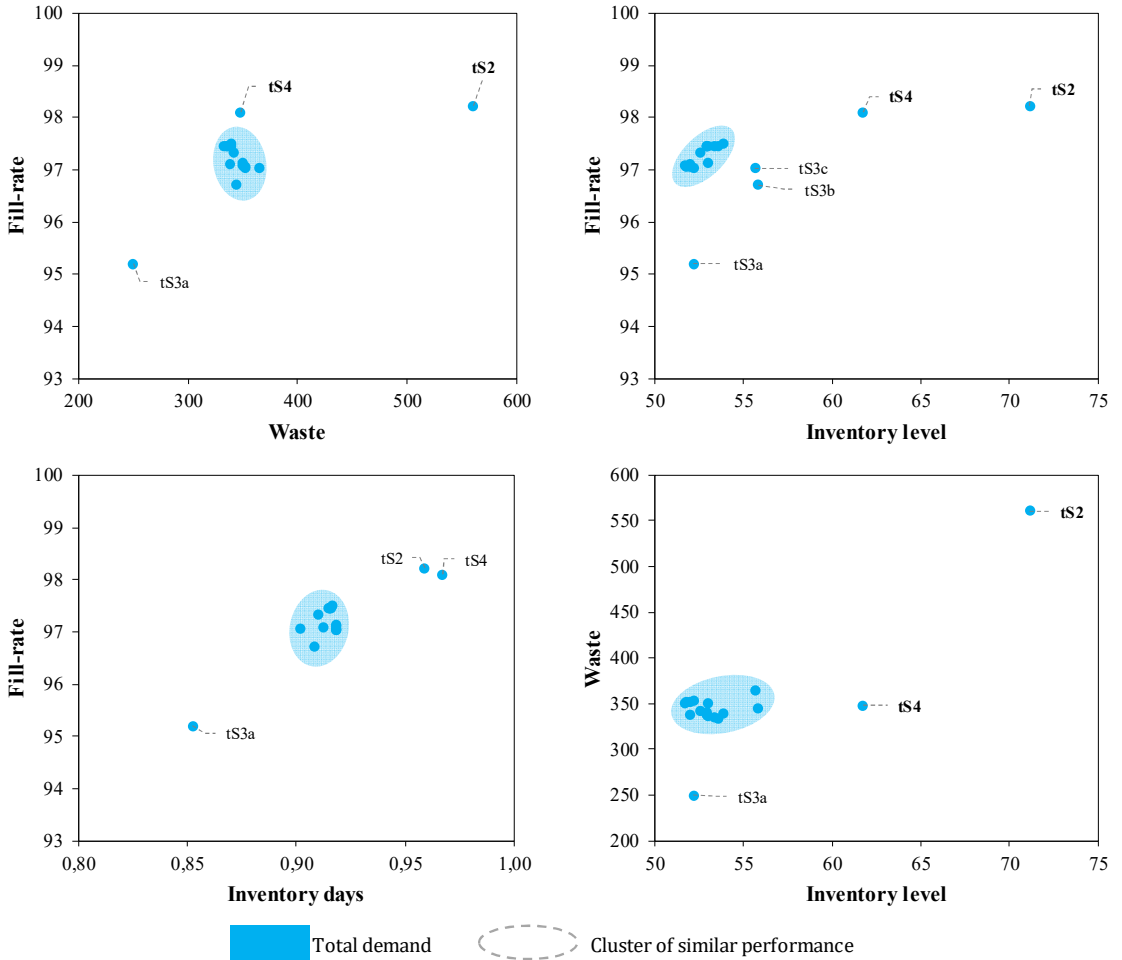 100
99
98
97
96
95
94
93
Fill-rate
tS4
tS2
tS3a
200
300
400
500
600
Waste
100
99
98
97
96
95
94
93
Fill-rate
tS4
tS2
tS3c
tS3b
tS3a
50
55
60
65
70
75
Inventory level
100
99
98
97
96
95
94
93
Fill-rate
tS2
tS4
tS3a
0,80
0,85
0,90
0,95
1,00
Inventory days
600
550
500
450
400
350
300
250
200
Waste
tS2
tS4
tS3a
50
55
60
65
70
75
Inventory level
Total demand
Cluster of similar performance